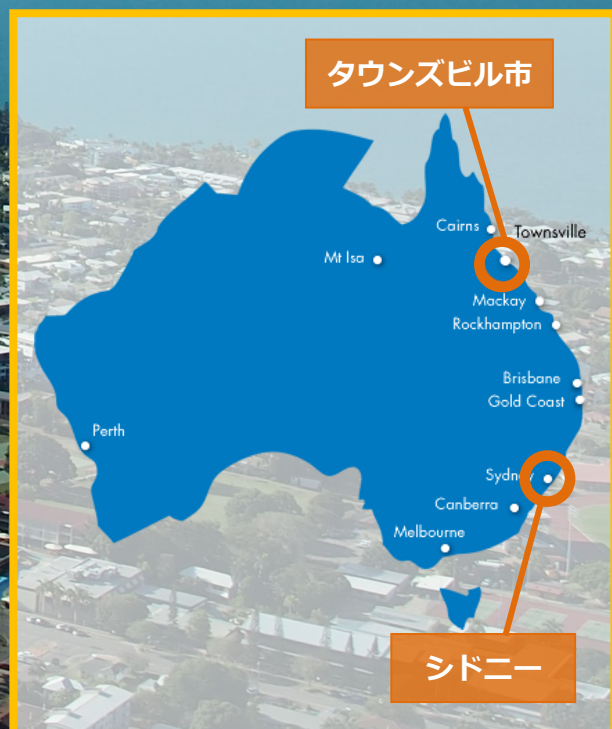 タウンズビル市
Cairns
Townsville
Mt Isa
Mackay
Rockhampton
Brisbane
Gold Coast
Perth
Sydney
Canberra
Melbourne
シドニー